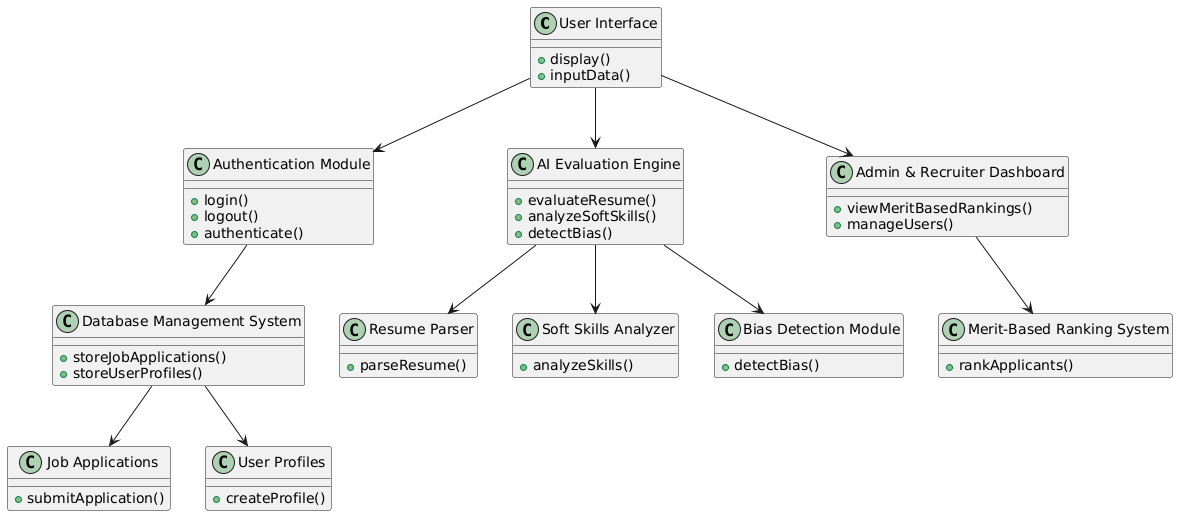 C User Interface
display()
inputData()
C Authentication Module
login()
logout()
authenticate()
C AI Evaluation Engine
evaluateResume()
analyzeSoftSkills()
detectBias()
C Admin & Recruiter Dashboard
viewMeritBasedRankings()
manageUsers()
C Database Management System
storeJobApplications()
storeUserProfiles()
C Resume Parser
parseResume()
C Soft Skills Analyzer
analyzeSkills()
C Bias Detection Module
detectBias()
C Merit-Based Ranking System
rankApplicants()
C Job Applications
submitApplication()
C User Profiles
createProfile()